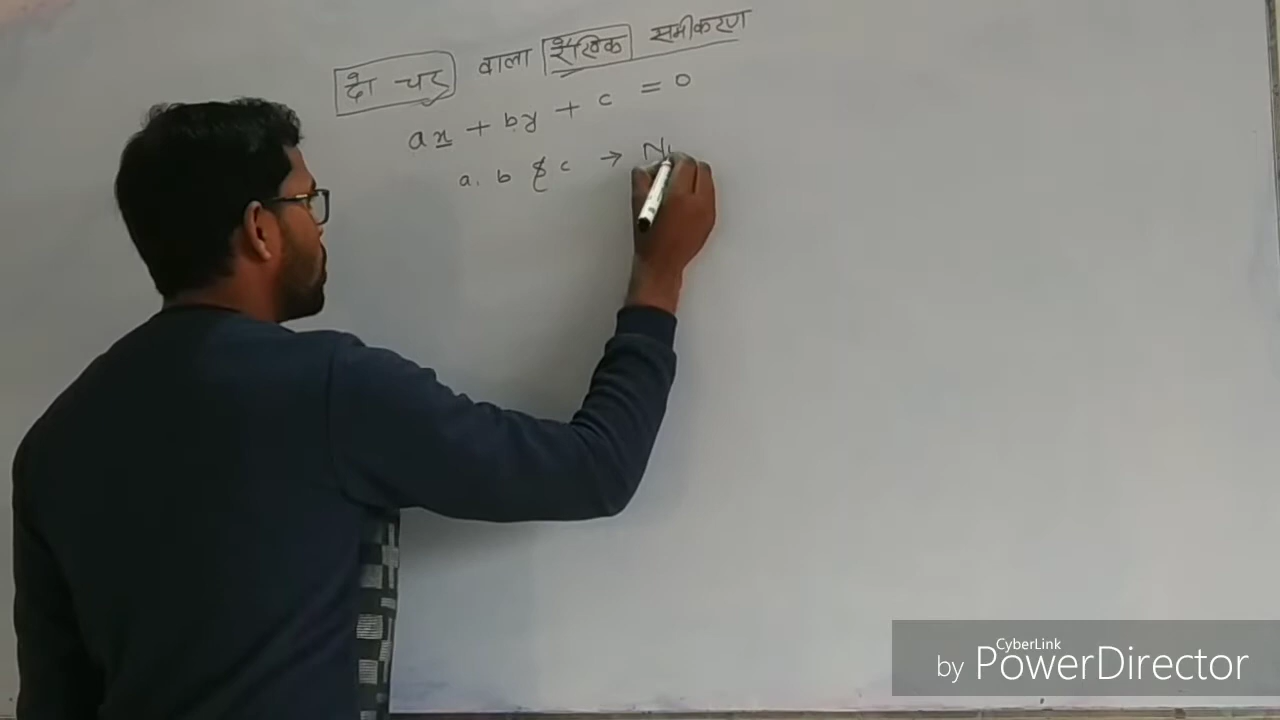 दो चर वाला रैखिक समीकरण
ax + by + c = 0
a, b & c →
by CyberLink PowerDirector